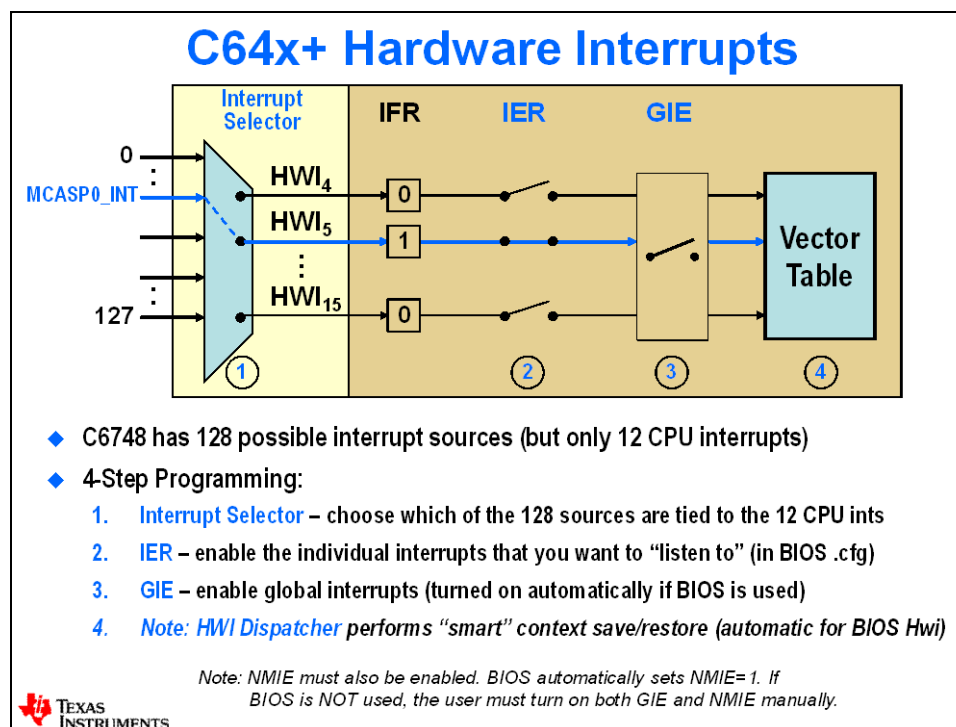 C64x+ Hardware Interrupts
Interrupt
Selector
IFR
IER
GIE
0
:
MCASP0_INT
:
127
HWI4
HWI5
⋮
HWI15
0
1
0
Vector
Table
1
2
3
4
◆ C6748 has 128 possible interrupt sources (but only 12 CPU interrupts)
◆ 4-Step Programming:
1. Interrupt Selector – choose which of the 128 sources are tied to the 12 CPU ints
2. IER – enable the individual interrupts that you want to “listen to” (in BIOS .cfg)
3. GIE – enable global interrupts (turned on automatically if BIOS is used)
4. Note: HWI Dispatcher performs “smart” context save/restore (automatic for BIOS Hwi)
Note: NMIE must also be enabled. BIOS automatically sets NMIE=1. If
BIOS is NOT used, the user must turn on both GIE and NMIE manually.
TEXAS
INSTRUMENTS